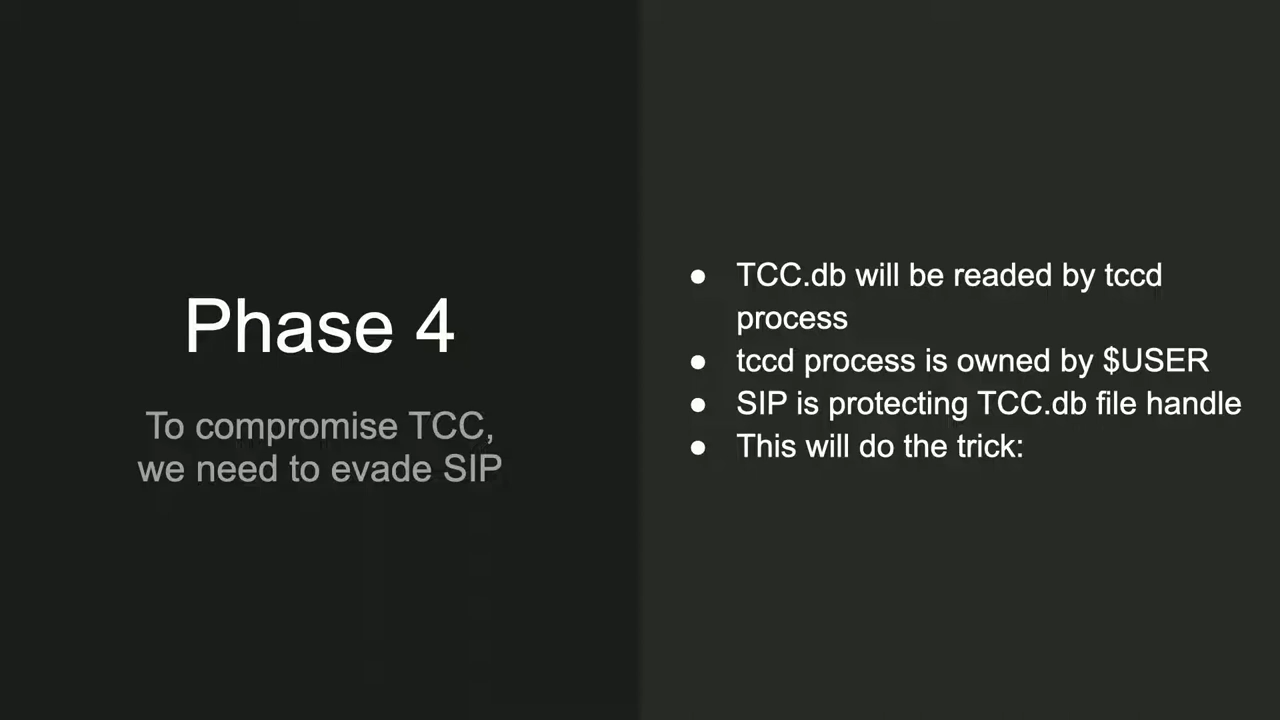 Phase 4
To compromise TCC,
we need to evade SIP
● TCC.db will be readed by tccd
process
● tccd process is owned by $USER
● SIP is protecting TCC.db file handle
● This will do the trick: